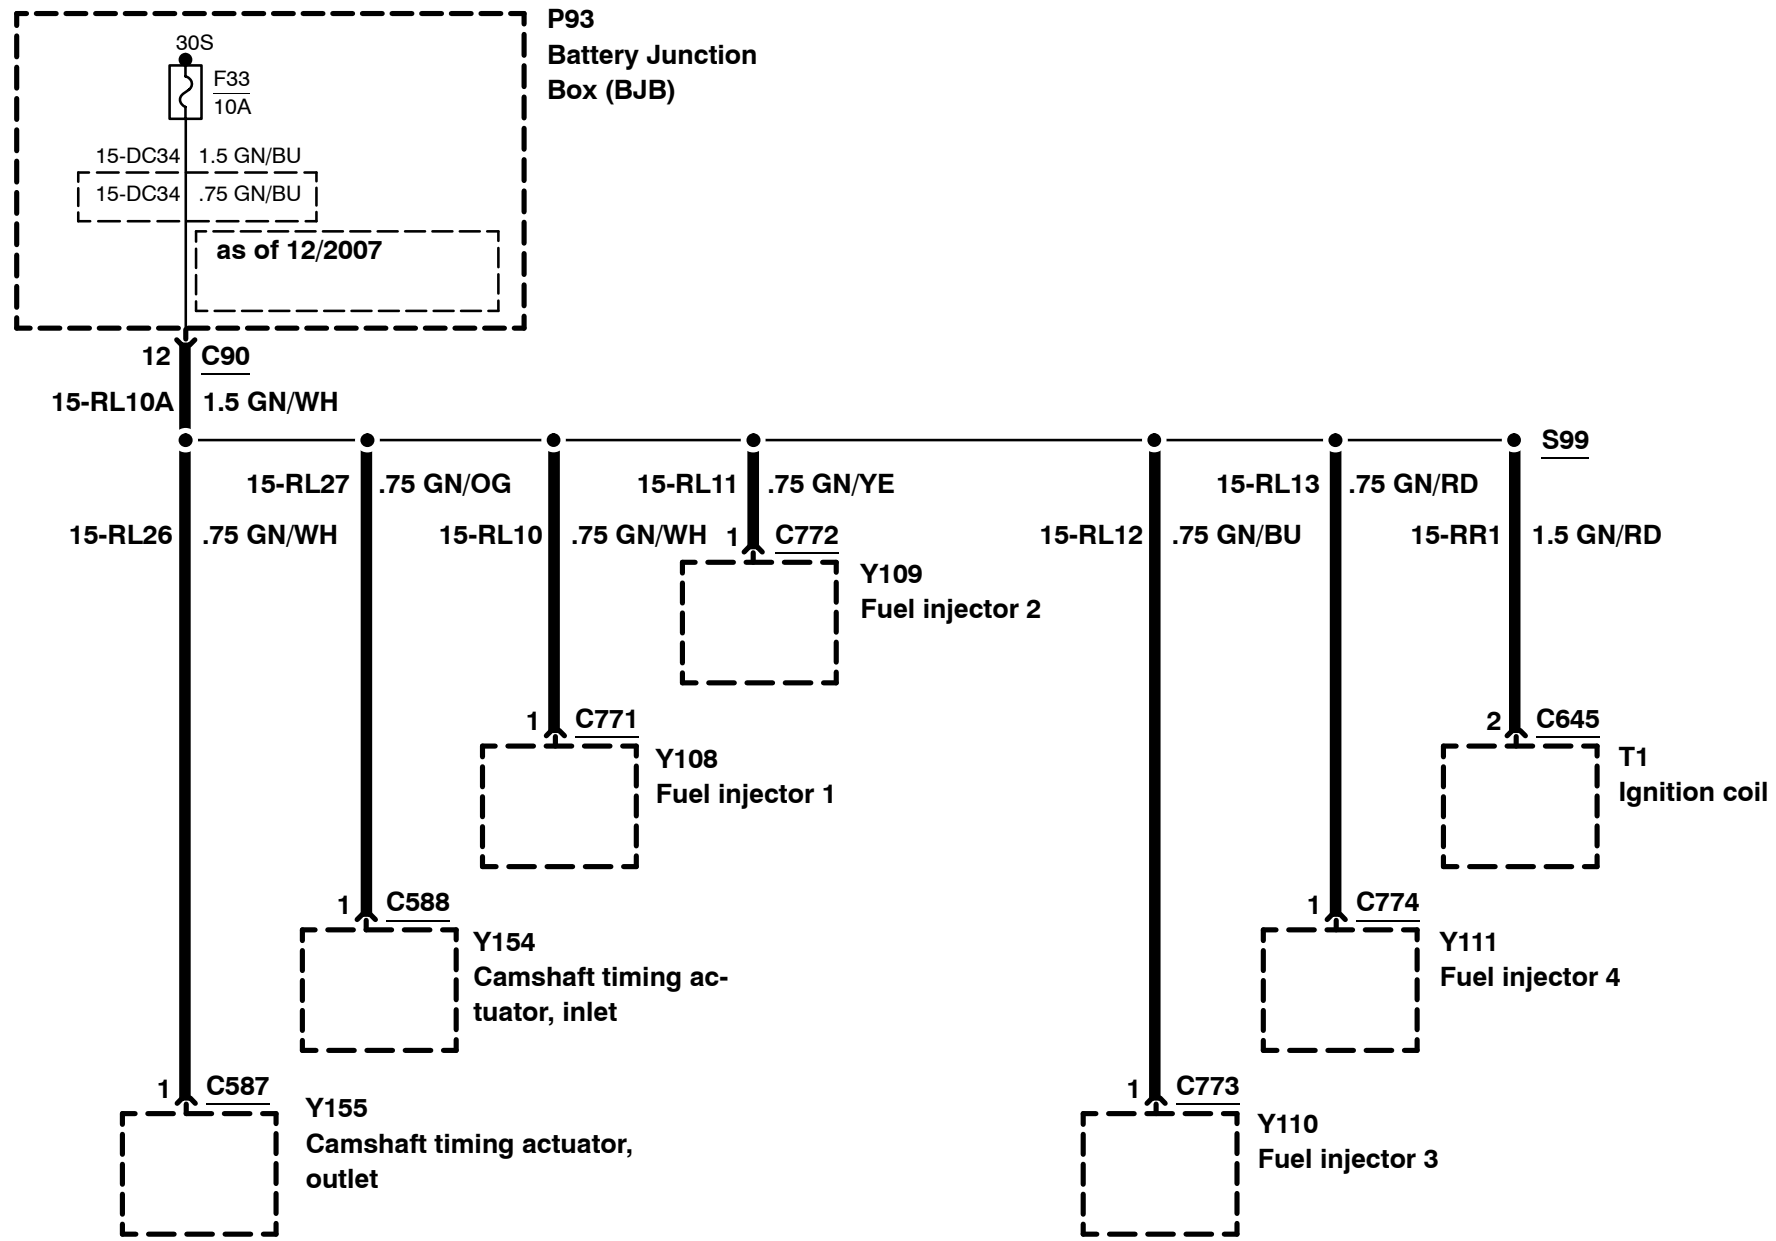 P93
Battery Junction
Box (BJB)
30S
F33
10A
15-DC34 1.5 GN/BU
15-DC34 .75 GN/BU
as of 12/2007
12 C90
15-RL10A 1.5 GN/WH
S99
15-RL27 .75 GN/OG
15-RL11 .75 GN/YE
15-RL13 .75 GN/RD
15-RL26 .75 GN/WH
15-RL10 .75 GN/WH
1 C772
15-RL12 .75 GN/BU
15-RR1 1.5 GN/RD
Y109
Fuel injector 2
1 C771
Y108
Fuel injector 1
2 C645
T1
Ignition coil
1 C588
Y154
Camshaft timing ac-
tuator, inlet
1 C774
Y111
Fuel injector 4
1 C587
Y155
Camshaft timing actuator,
outlet
1 C773
Y110
Fuel injector 3